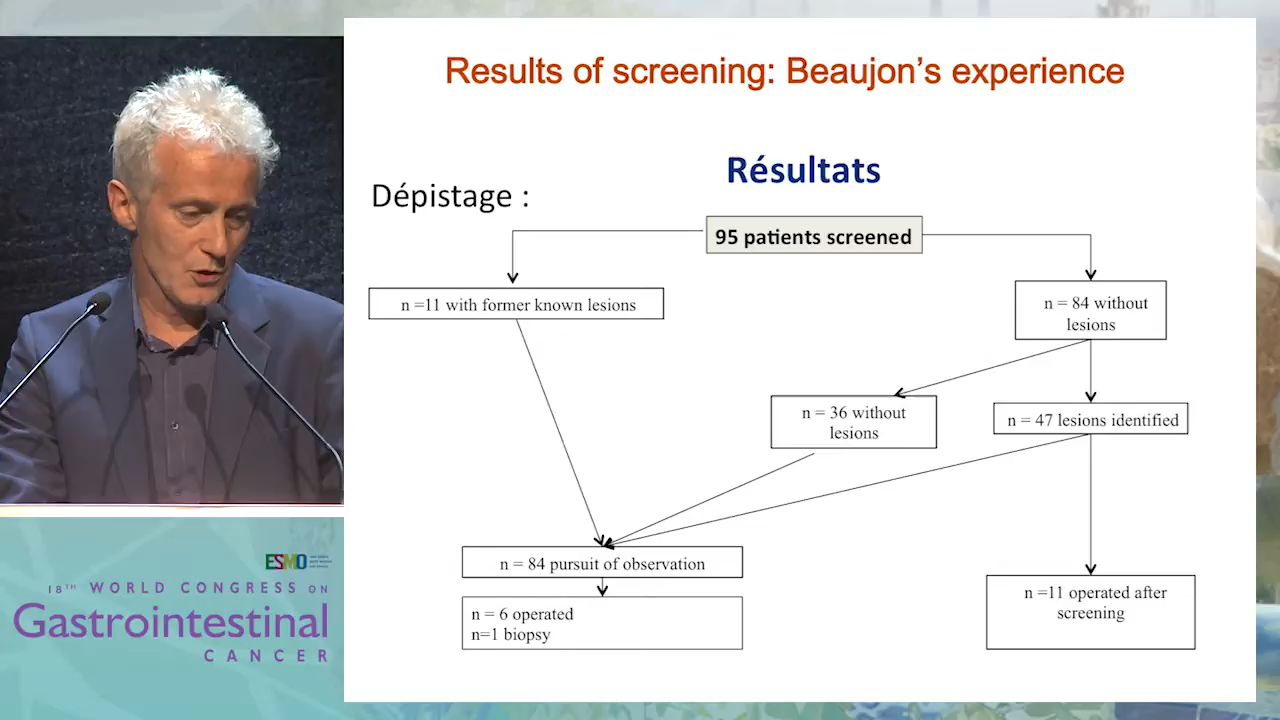 Results of screening: Beaujon's experience
Résultats
Dépistage :
95 patients screened
n =11 with former known lesions
n = 84 without
lesions
n = 36 without
lesions
n = 47 lesions identified
n = 84 pursuit of observation
n = 6 operated
n=1 biopsy
n =11 operated after
screening
ESMO
18TH WORLD CONGRESS ON
Gastrointestinal
CANCER